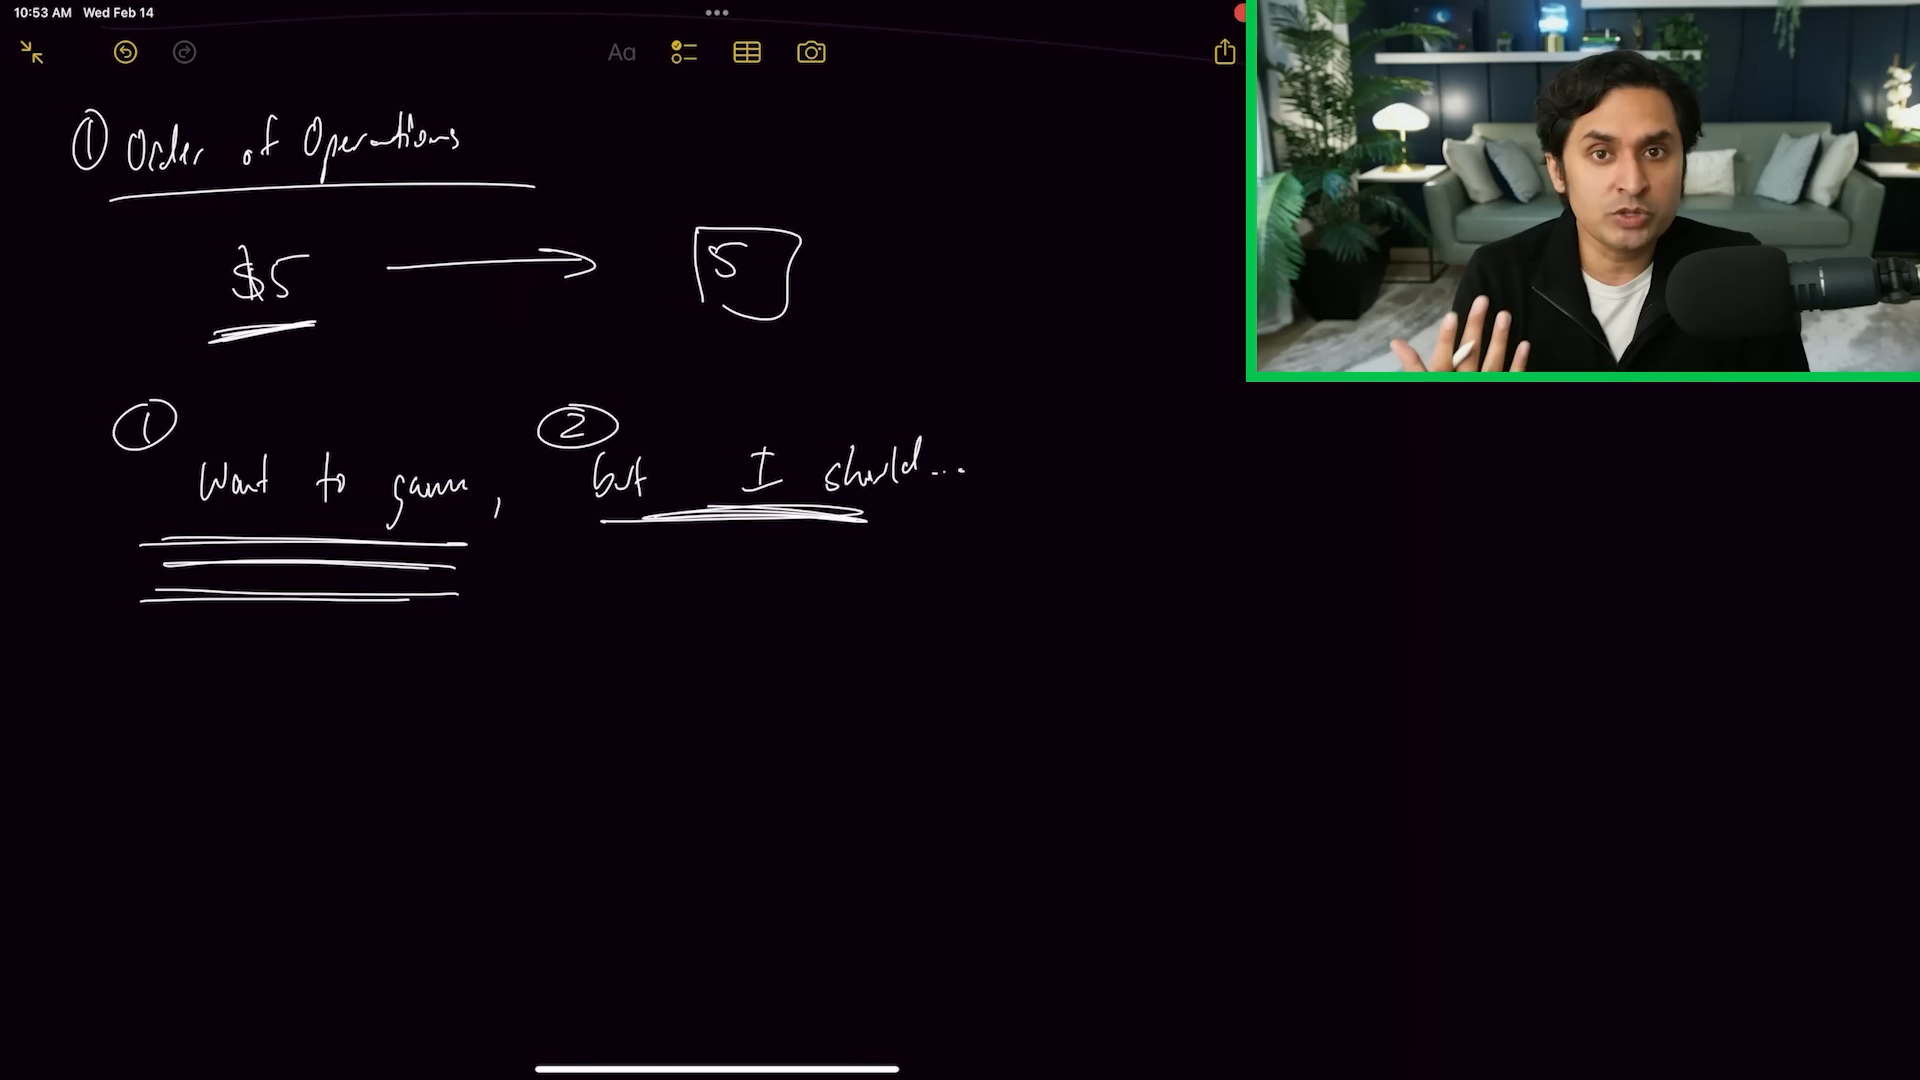 10:53 AM Wed Feb 14
Aa
① Order of Operations
$5 → 5
① ②
Want to game, but I should...